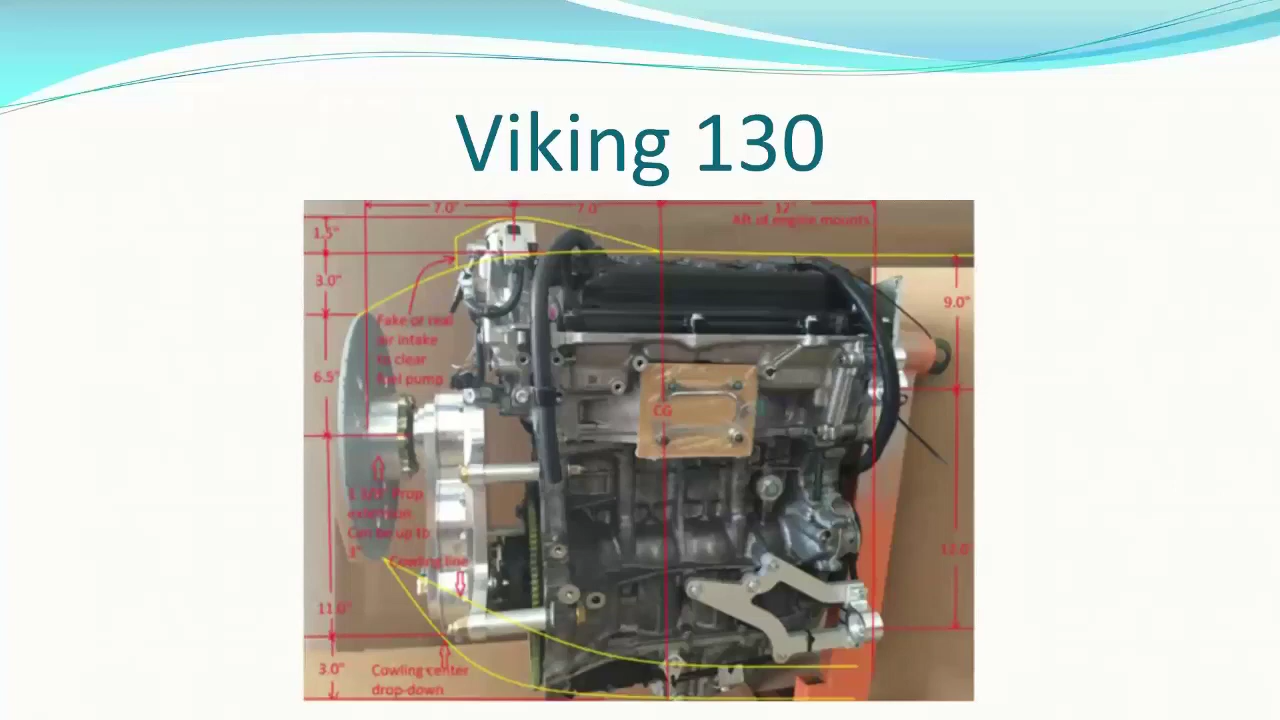 Viking 130
7.0"
7.0"
12"
Aft of engine mounts
1.5"
3.0"
9.0"
Fake or real
air intake
to clear
fuel pump
6.5"
CG
Prop
extension
Can be up to
3"
Cowling line
11.0"
3.0"
Cowling center
drop-down